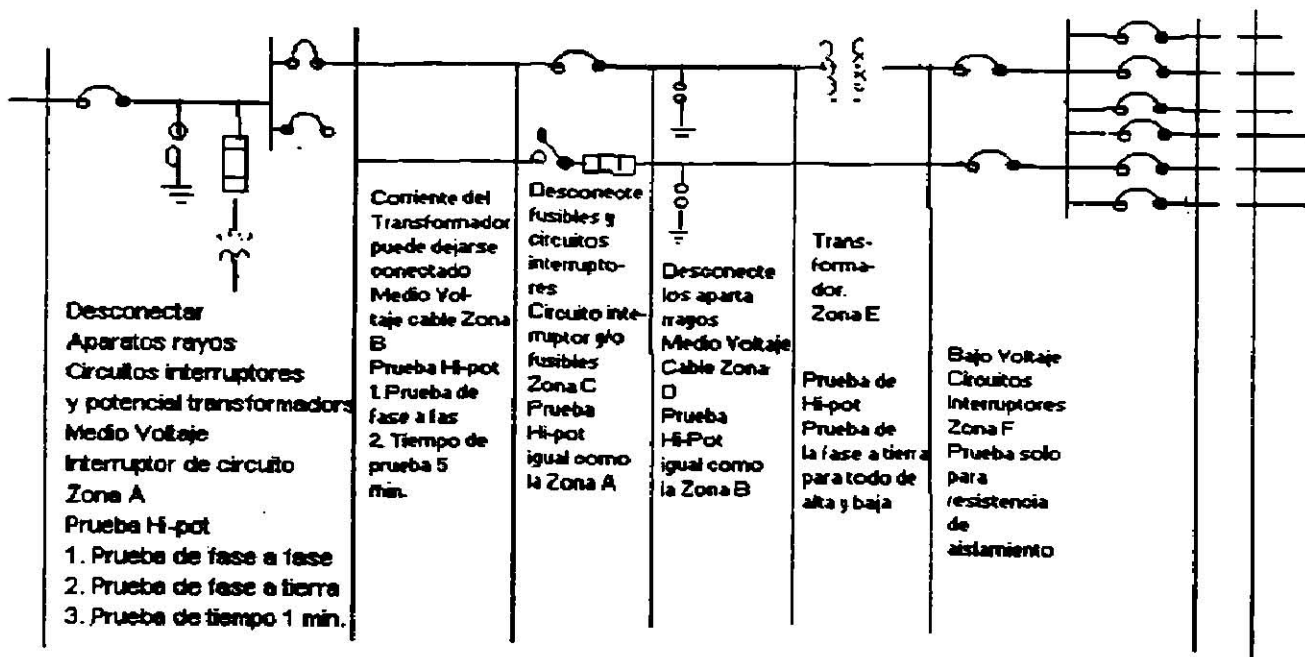 Desconectar
Aparatos rayos
Circuitos interruptores
y potencial transformadors
Medio Voltaje
Interruptor de circuito
Zona A
Prueba Hi-pot
1. Prueba de fase a fase
2. Prueba de fase a tierra
3. Prueba de tiempo 1 min.
Corriente del
Transformador
puede dejarse
conectado
Medio Vol-
taje cable Zona
B
Prueba Hi-pot
1. Prueba de
fase a fas
2. Tiempo de
prueba 5
min.
Desconecte
fusibles y
circuitos
interrupto-
res
Circuito inte-
rruptor y/o
fusibles
Zona C
Prueba
Hi-pot
igual como
la Zona A
Desconecte
los aparta
rrayos
Medio Voltaje
Cable Zona
D
Prueba
Hi-Pot
igual como
la Zona B
Trans-
forma-
dor.
Zona E
Prueba de
Hi-pot
Prueba de
la fase a tierra
para todo de
alta y baja
Bajo Voltaje
Circuitos
Interruptores
Zona F
Prueba solo
para
resistencia
de
aislamiento